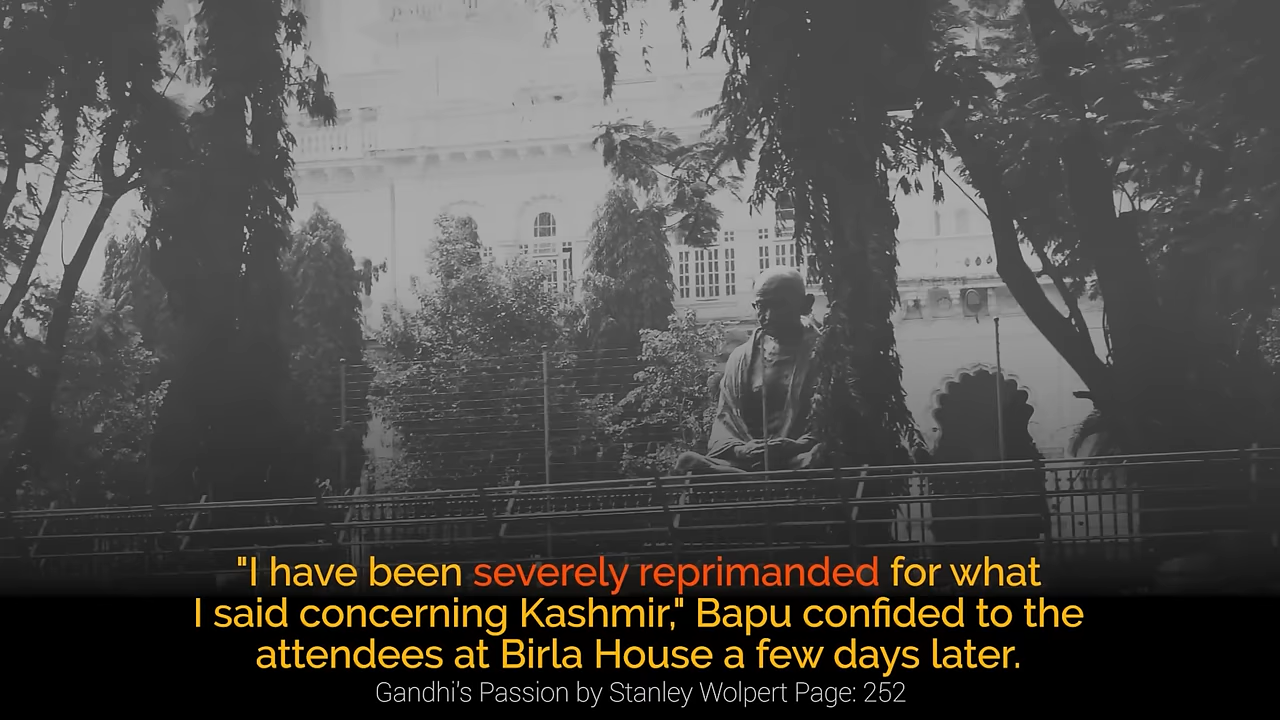 "I have been severely reprimanded for what
I said concerning Kashmir," Bapu confided to the
attendees at Birla House a few days later.
Gandhi's Passion by Stanley Wolpert Page: 252